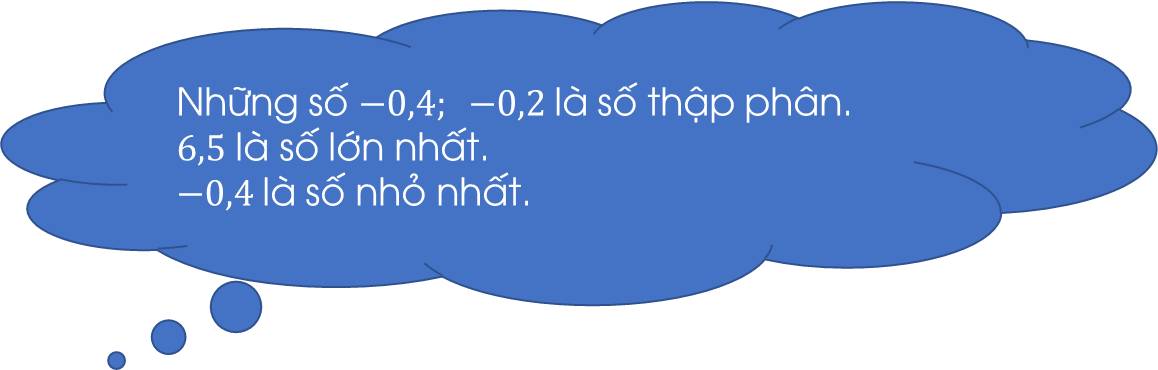 Những số −0,4; −0,2 là số thập phân.
6,5 là số lớn nhất.
−0,4 là số nhỏ nhất.